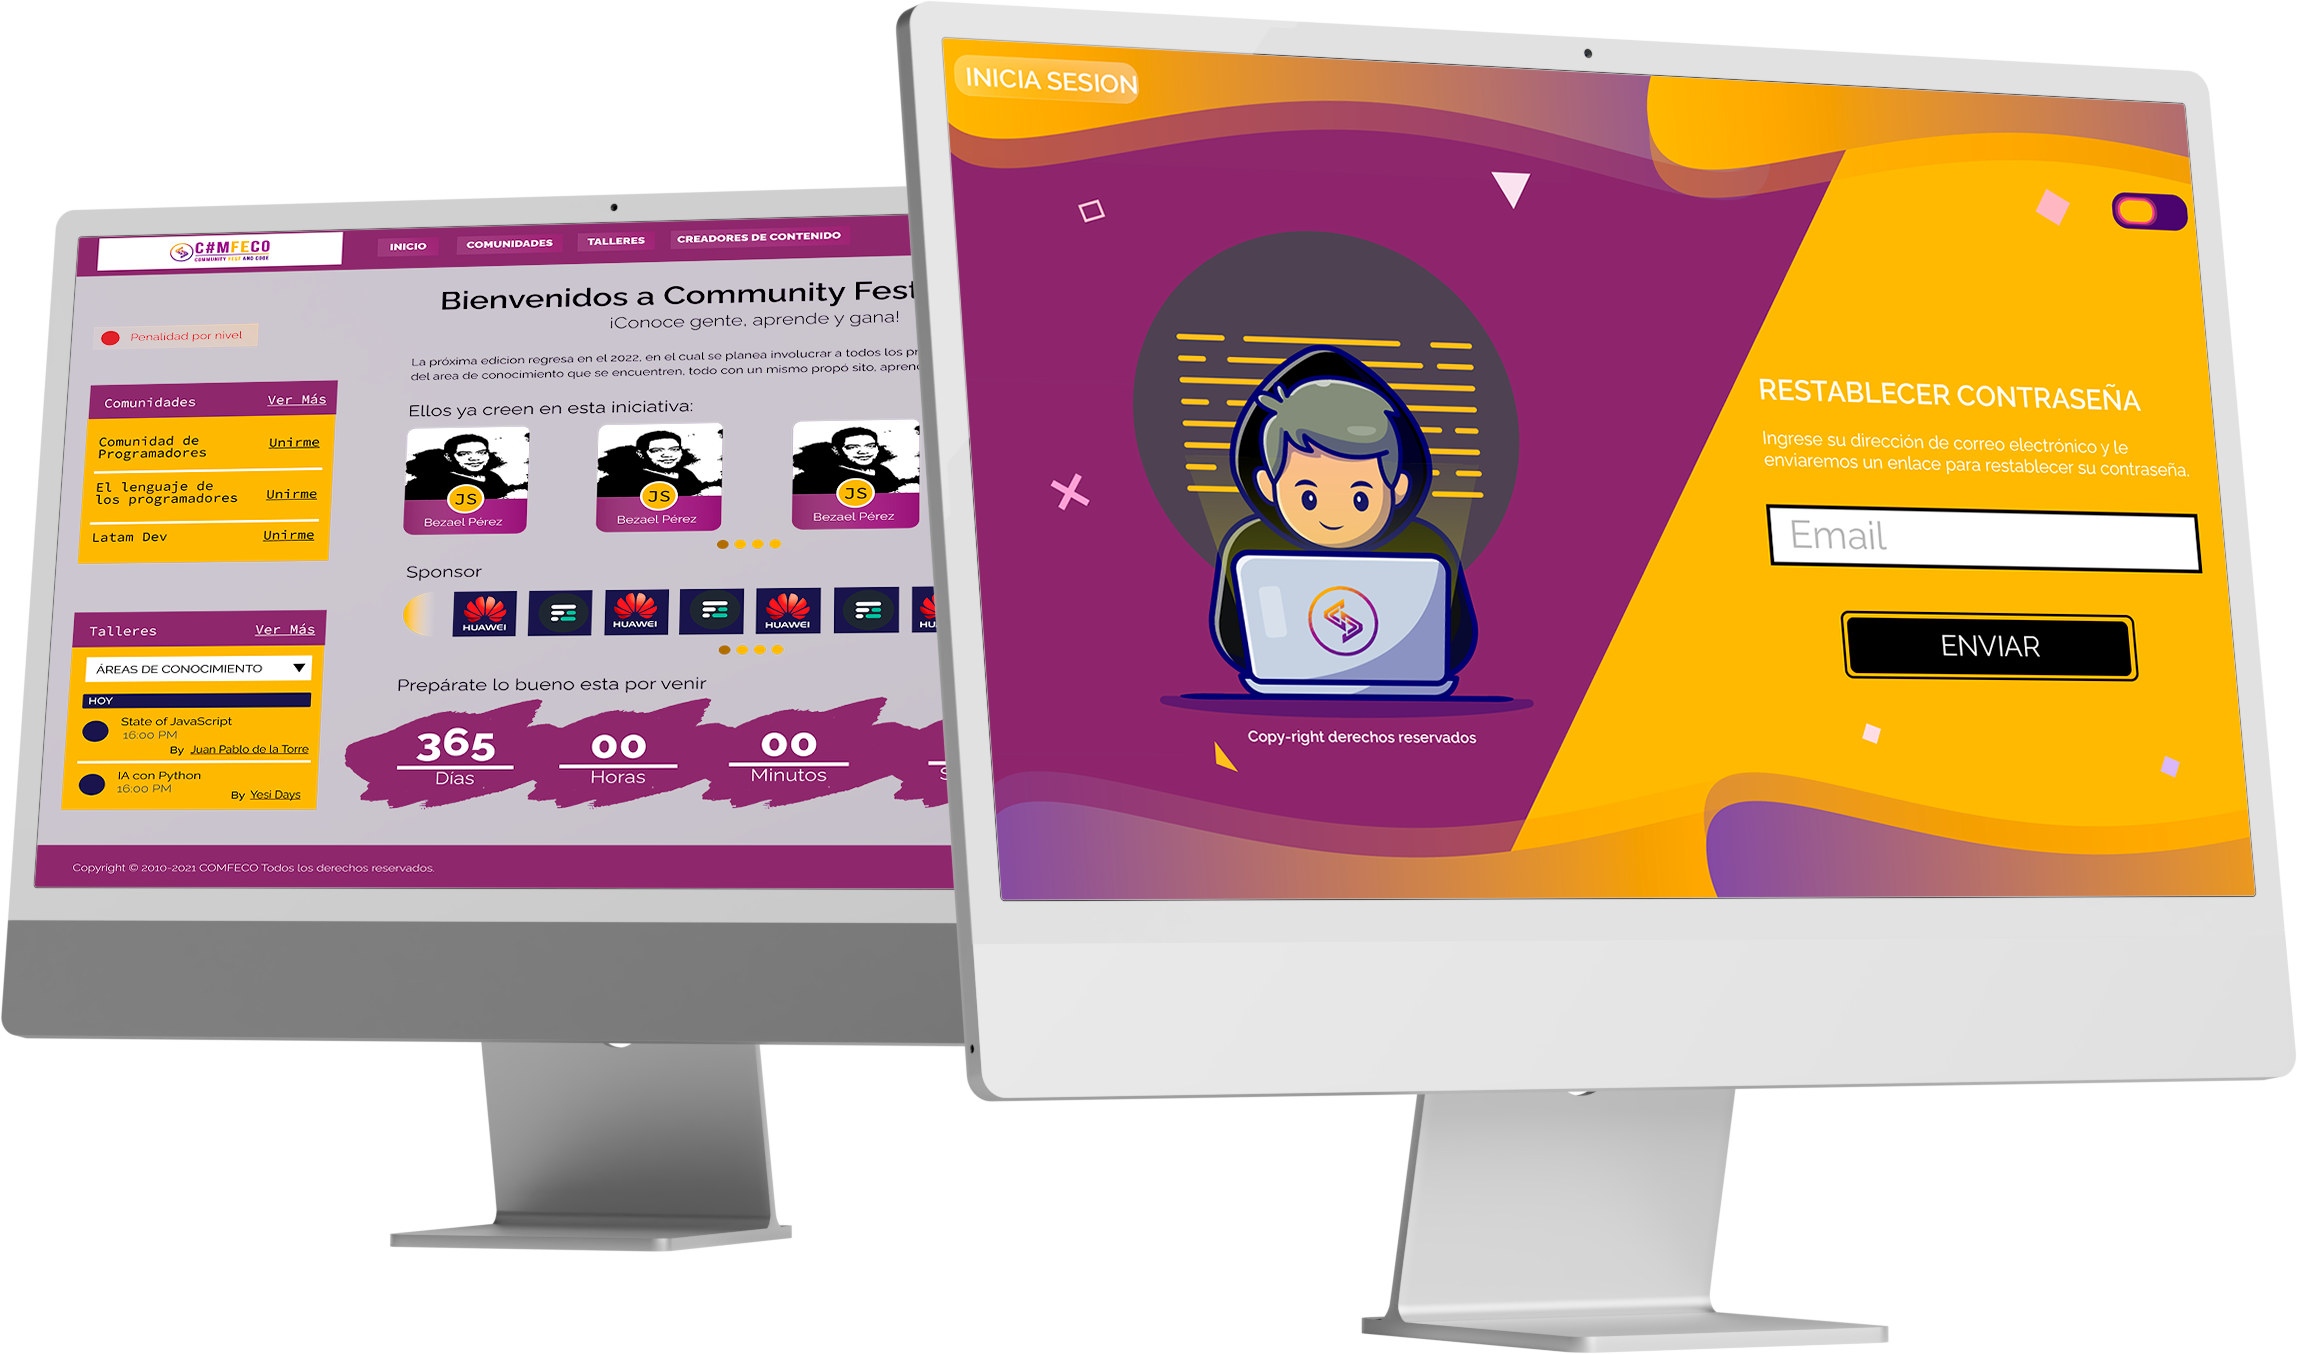 C#MFECO
COMMUNITY FEST AND CODE
INICIO
COMUNIDADES
TALLERES
CREADORES DE CONTENIDO
Bienvenidos a Community Fest
¡Conoce gente, aprende y gana!
Penalidad por nivel
La próxima edicion regresa en el 2022, en el cual se planea involucrar a todos los
del area de conocimiento que se encuentren, todo con un mismo propó sito,
Comunidades Ver Más
Comunidad de
Programadores
Unirme
El lenguaje de
los programadores
Unirme
Latam Dev Unirme
Ellos ya creen en esta iniciativa:
JS
Bezael Pérez
JS
Bezael Pérez
JS
Bezael Pérez
Sponsor
HUAWEI
HUAWEI
HUAWEI
Talleres Ver Más
ÁREAS DE CONOCIMIENTO
HOY
State of JavaScript
16:00 PM
By Juan Pablo de la Torre
IA con Python
16:00 PM
By Yesi Days
Prepárate lo bueno esta por venir
365
Días
00
Horas
00
Minutos
Copyright © 2010-2021 COMFECO Todos los derechos reservados.
INICIA SESION
Copy-right derechos reservados
RESTABLECER CONTRASEÑA
Ingrese su dirección de correo electrónico y le
enviaremos un enlace para restablecer su contraseña.
Email
ENVIAR